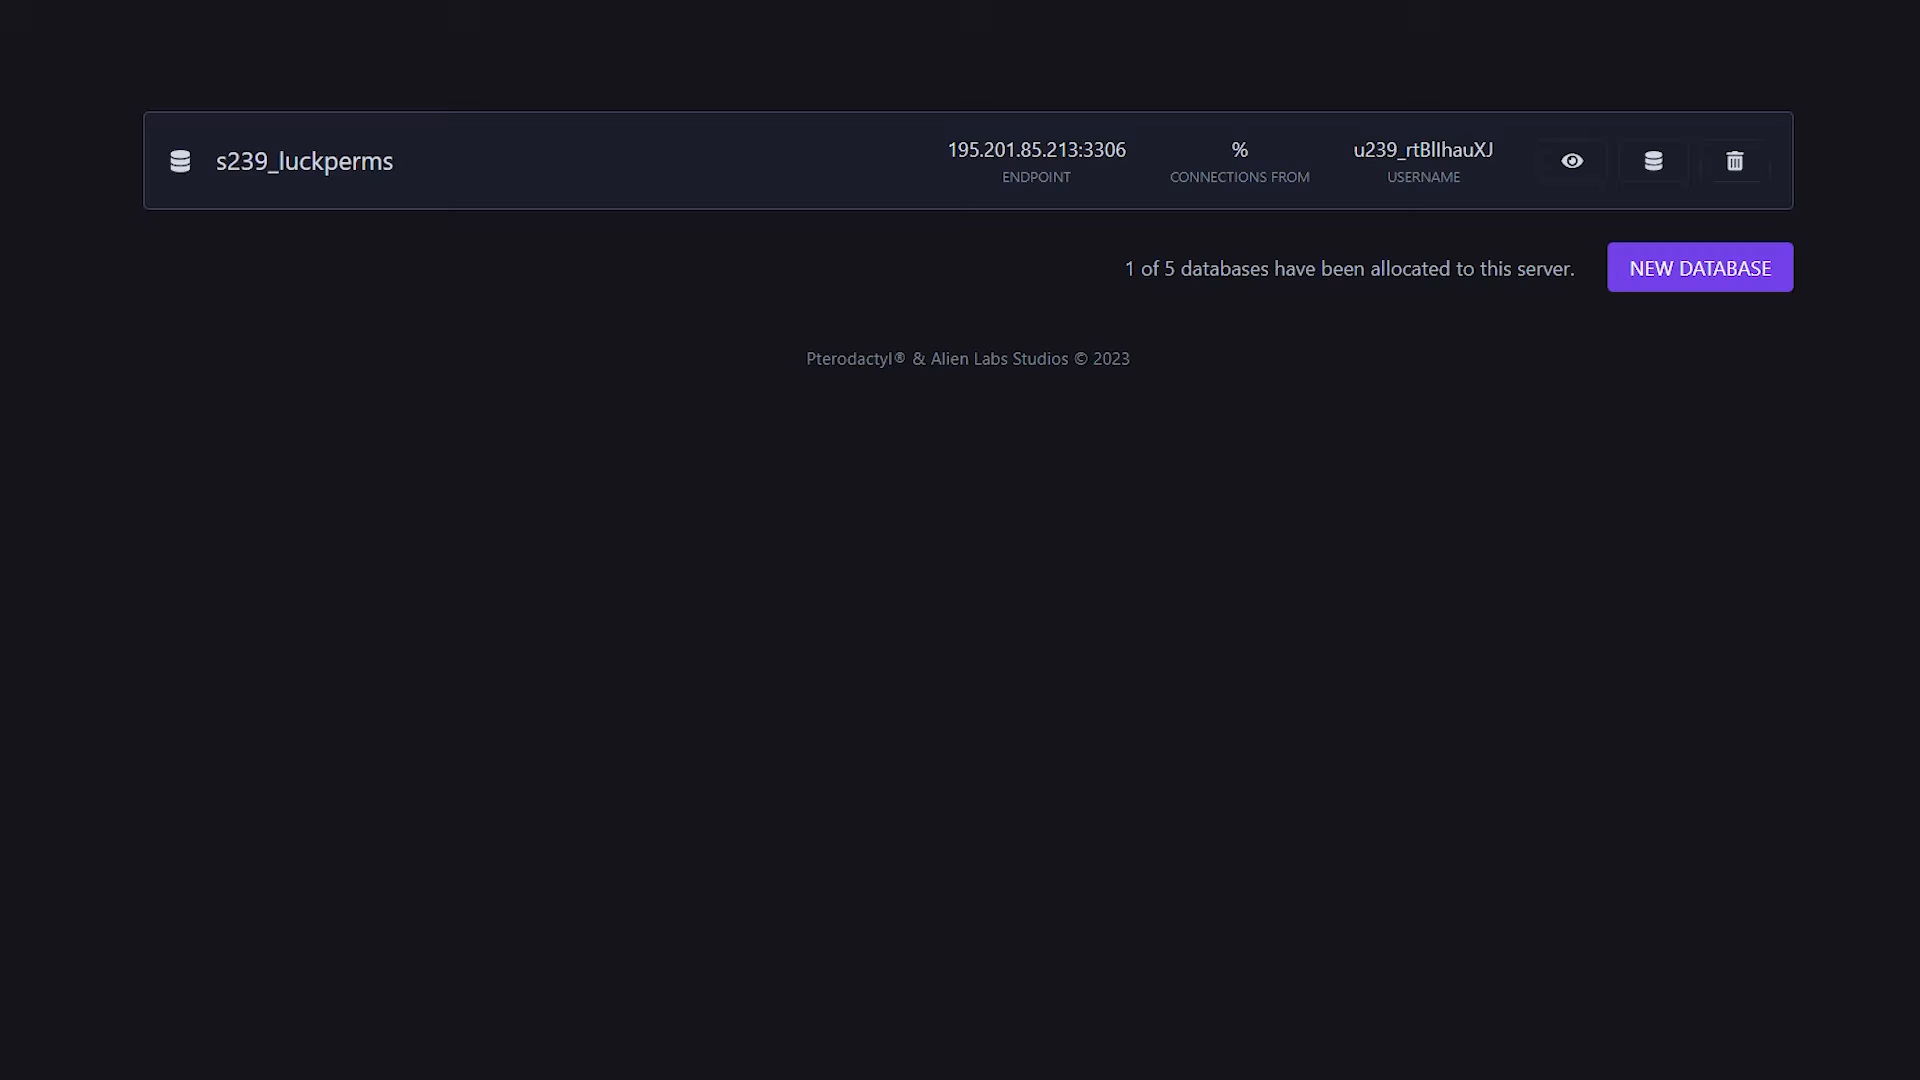 s239_luckperms
195.201.85.213:3306
ENDPOINT
%
CONNECTIONS FROM
u239_rtBlIhauXJ
USERNAME
1 of 5 databases have been allocated to this server.
NEW DATABASE
Pterodactyl® & Alien Labs Studios © 2023